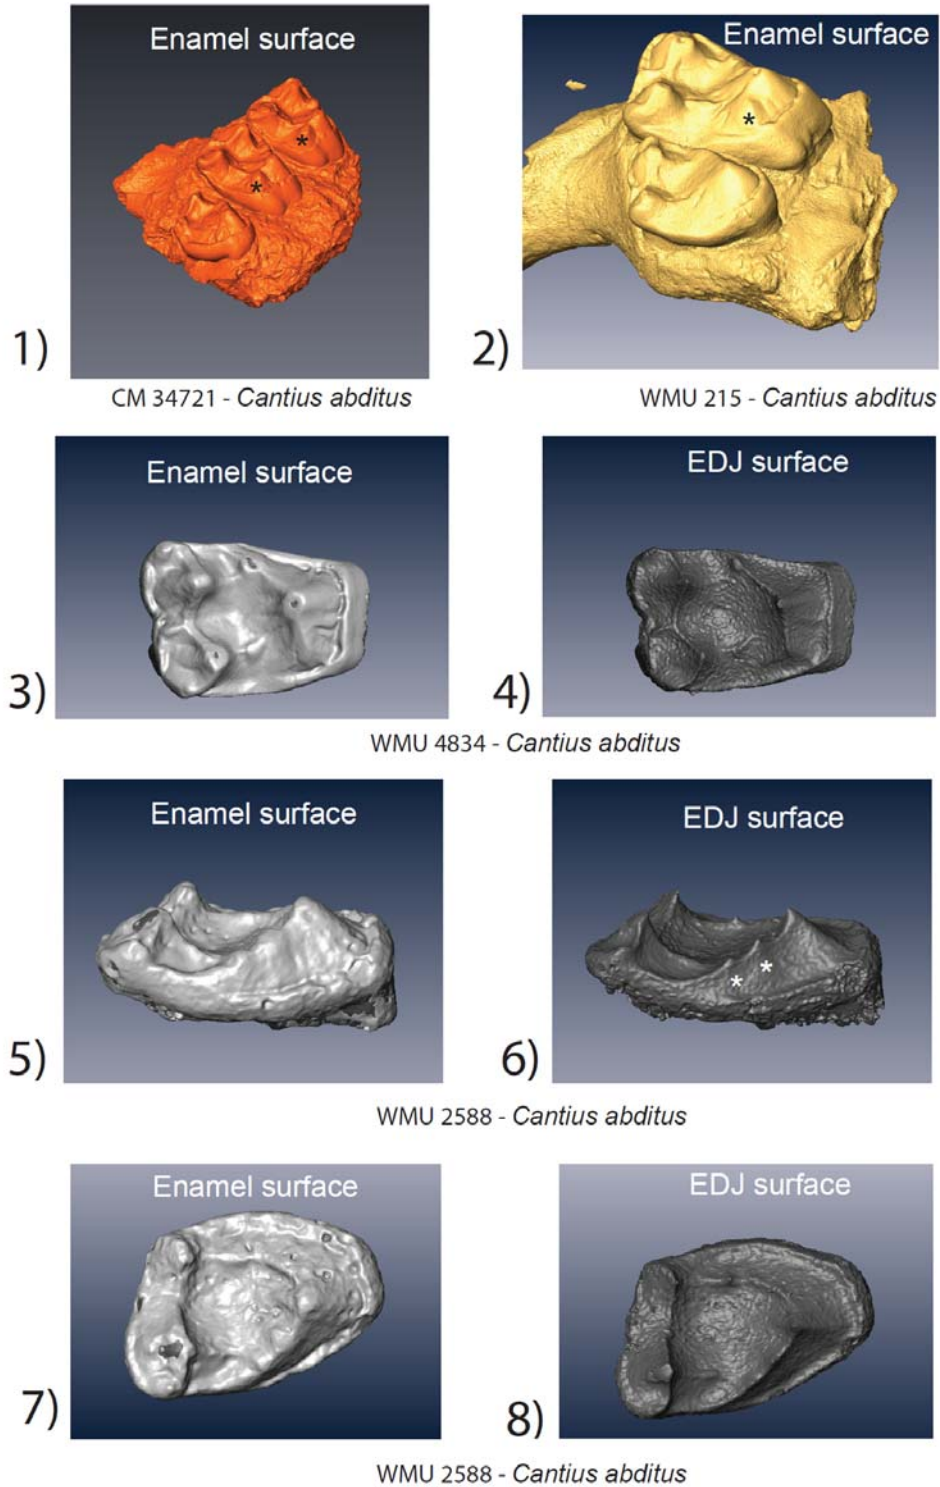 Enamel surface
Enamel surface
*
*
*
1)
2)
CM 34721 - Cantius abditus
WMU 215 - Cantius abditus
Enamel surface
EDJ surface
3)
4)
WMU 4834 - Cantius abditus
Enamel surface
EDJ surface
*
*
5)
6)
WMU 2588 - Cantius abditus
Enamel surface
EDJ surface
7)
8)
WMU 2588 - Cantius abditus